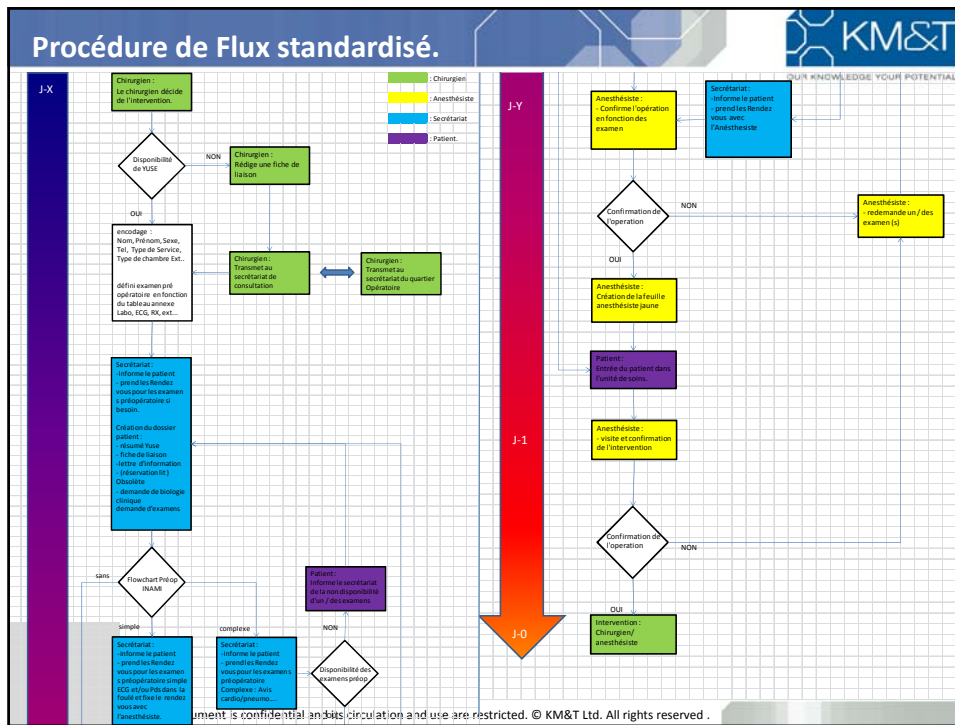 Procédure de Flux standardisé.
KM&T
OUR KNOWLEDGE YOUR POTENTIAL
J-X
Chirurgien :
Le chirurgien décide
de l'intervention.
: Chirurgien
: Anesthésiste
: Secrétariat
: Patient.
Disponibilité
de YUSE
NON
Chirurgien :
Rédige une fiche de
liaison
OUI
encodage :
Nom, Prénom, Sexe,
Tel, Type de Service,
Type de chambre Ext..
défini examen pré
opératoire en fonction
du tableau annexe
Labo, ECG, RX, ext...
Chirurgien :
Transmet au
secrétariat de
consultation
Chirurgien :
Transmet au
secrétariat du quartier
Opératoire
Secrétariat :
-Informe le patient
- prend les Rendez
vous pour les examen
s préopératoire si
besoin.
Création du dossier
patient :
- résumé Yuse
- fiche de liaison
-lettre d'information
- (réservation lit )
Obsolète
- demande de biologie
clinique
demande d'examens
sans
Flowchart Préop
INAMI
simple
complexe
Patient :
Informe le secrétariat
de la non disponibilité
d'un / des examens
NON
Secrétariat :
-Informe le patient
- prend les Rendez
vous pour les examen
s préopératoire simple
ECG et/ou Pds dans la
foulé et fixe le rendez
vous avec
l'anesthésiste.
Secrétariat :
-Informe le patient
- prend les Rendez
vous pour les examen s
préopératoire
Complexe : Avis
cardio/pneumo....
Disponibilité des
examens préop
J-Y
Anesthésiste :
- Confirme l'opération
en fonction des
examen
Secrétariat :
-Informe le patient
- prend les Rendez
vous avec
l'Anésthesiste
Confirmation de
l'operation
NON
Anesthésiste :
- redemande un / des
examen (s)
OUI
Anesthésiste :
Création de la feuille
anesthésiste jaune
Patient :
Entrée du patient dans
l'unité de soins.
J-1
Anesthésiste :
- visite et confirmation
de l'intervention
Confirmation de
l'operation
NON
OUI
J-0
Intervention :
Chirurgien/
anesthésiste
ument is confidential and its circulation and use are restricted. © KM&T Ltd. All rights reserved .